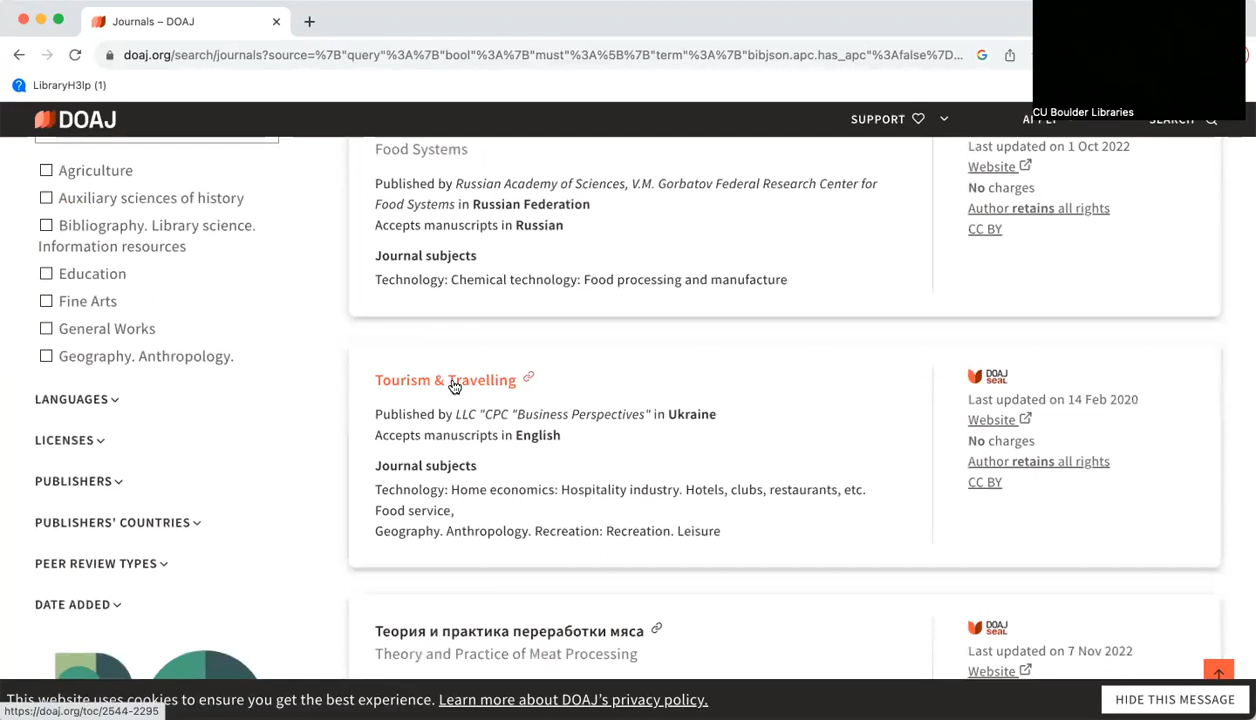 Journals – DOAJ
doaj.org/search/journals?source=%7B"query"%3A%7B"bool"%3A%7B"must"%3A%5B%7B"term"%3A%7B"bibjson.apc.has_apc"%3Afalse%7D...
LibraryH3lp (1)
CU Boulder Libraries
DOAJ
SUPPORT
Food Systems
Published by Russian Academy of Sciences, V.M. Gorbatov Federal Research Center for
Food Systems in Russian Federation
Accepts manuscripts in Russian
Journal subjects
Technology: Chemical technology: Food processing and manufacture
Last updated on 1 Oct 2022
Website
No charges
Author retains all rights
CC BY
Agriculture
Auxiliary sciences of history
Bibliography. Library science.
Information resources
Education
Fine Arts
General Works
Geography. Anthropology.
LANGUAGES
LICENSES
PUBLISHERS
PUBLISHERS' COUNTRIES
PEER REVIEW TYPES
DATE ADDED
Tourism & Travelling
Published by LLC "CPC "Business Perspectives" in Ukraine
Accepts manuscripts in English
Journal subjects
Technology: Home economics: Hospitality industry. Hotels, clubs, restaurants, etc.
Food service,
Geography. Anthropology. Recreation: Recreation. Leisure
DOAJ
seal
Last updated on 14 Feb 2020
Website
No charges
Author retains all rights
CC BY
Теория и практика переработки мяса
Theory and Practice of Meat Processing
DOAJ
seal
Last updated on 7 Nov 2022
Website
This website uses cookies to ensure you get the best experience. Learn more about DOAJ's privacy policy.
HIDE THIS MESSAGE
https://doaj.org/toc/2544-2295